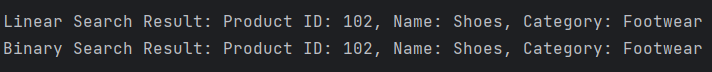 Linear Search Result: Product ID: 102, Name: Shoes, Category: Footwear
Binary Search Result: Product ID: 102, Name: Shoes, Category: Footwear